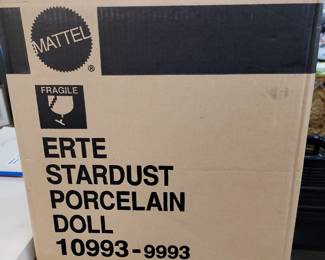 MATTEL
®
FRAGILE
ERTE
STARDUST
PORCELAIN
DOLL
10993-9993